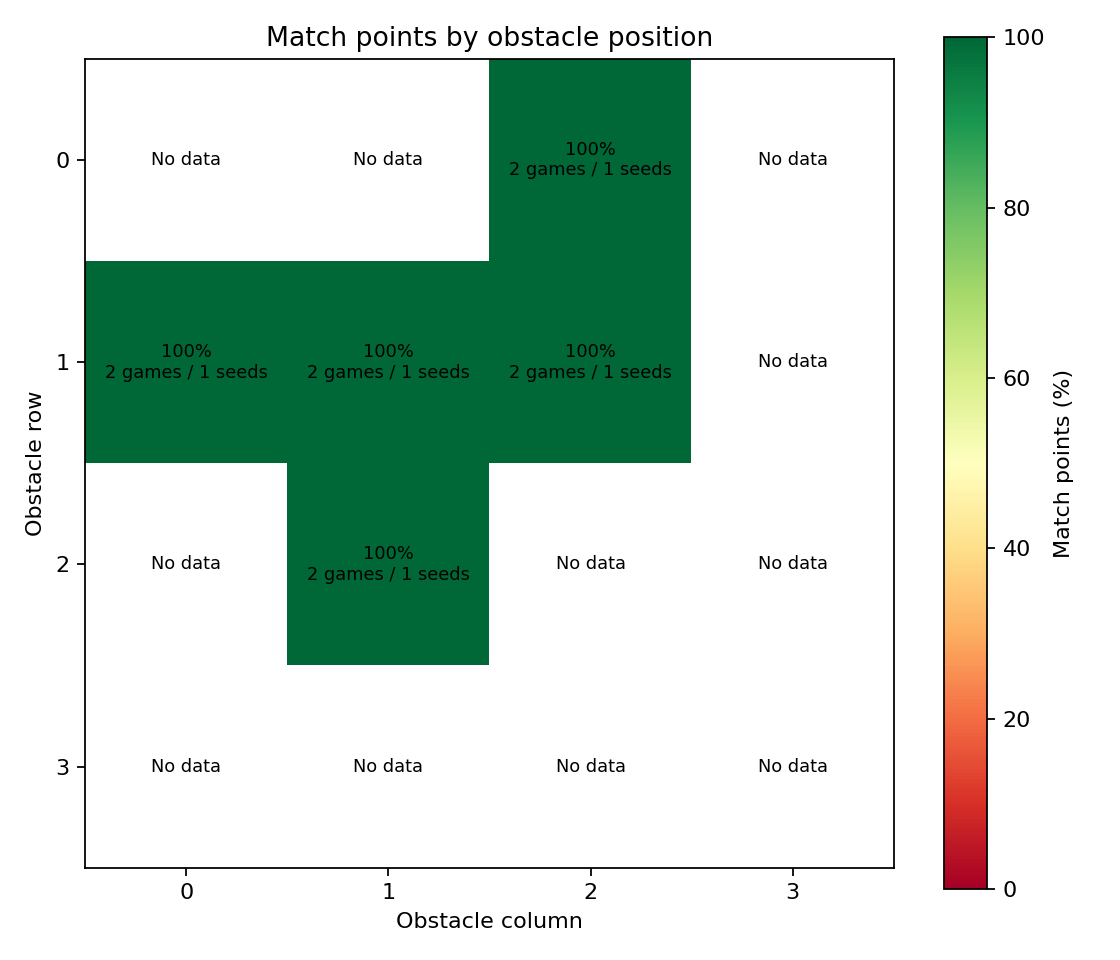 Match points by obstacle position
No data
No data
100%
2 games / 1 seeds
No data
100%
2 games / 1 seeds
100%
2 games / 1 seeds
100%
2 games / 1 seeds
No data
No data
100%
2 games / 1 seeds
No data
No data
No data
No data
No data
No data
0
1
2
3
Obstacle row
0
1
2
3
Obstacle column
100
80
60
40
20
0
Match points (%)